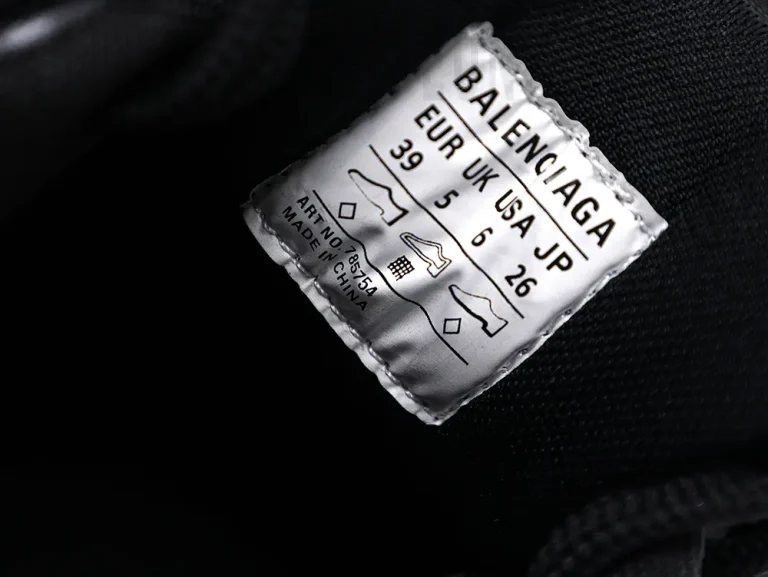 BALENCIAGA
EUR UK USA JP
39 5 6 26
ART NO. 785754
MADE IN CHINA